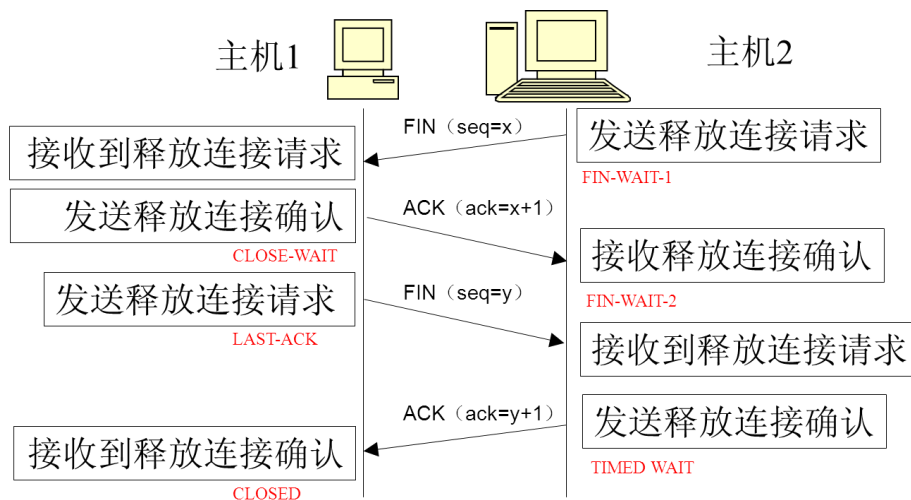 主机1
主机2
FIN（seq=x）
发送释放连接请求
接收到释放连接请求
FIN-WAIT-1
发送释放连接确认
ACK（ack=x+1）
CLOSE-WAIT
接收释放连接确认
发送释放连接请求
FIN（seq=y）
FIN-WAIT-2
LAST-ACK
接收到释放连接请求
ACK（ack=y+1）
发送释放连接确认
接收到释放连接确认
TIMED WAIT
CLOSED